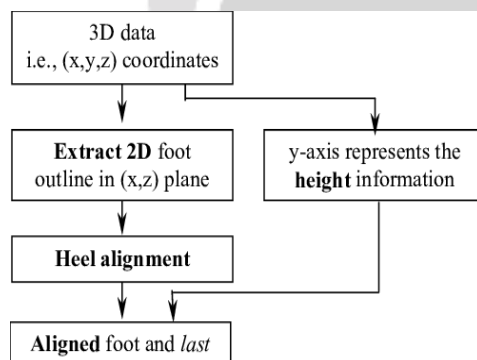 3D data
i.e., (x,y,z) coordinates
Extract 2D foot
outline in (x,z) plane
y-axis represents the
height information
Heel alignment
Aligned foot and last